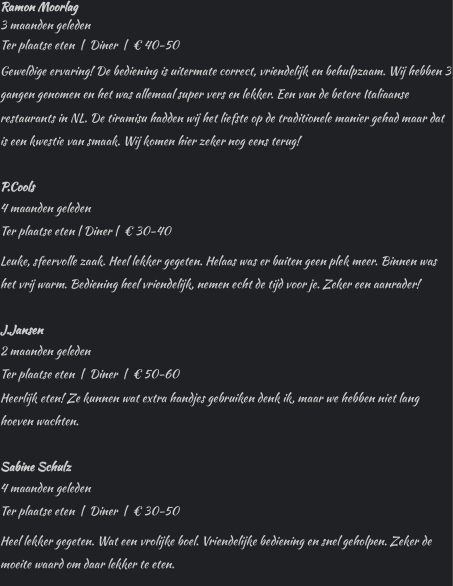 Ramon Moorlag
3 maanden geleden
Ter plaatse eten | Diner | € 40-50
Geweldige ervaring! De bediening is uitermate correct, vriendelijk en behulpzaam. Wij hebben 3
gangen genomen en het was allemaal super vers en lekker. Een van de betere Italiaanse
restaurants in NL. De tiramisu hadden wij het liefste op de traditionele manier gehad maar dat
is een kwestie van smaak. Wij komen hier zeker nog eens terug!
P.Cools
4 maanden geleden
Ter plaatse eten | Diner | € 30-40
Leuke, sfeervolle zaak. Heel lekker gegeten. Helaas was er buiten geen plek meer. Binnen was
het vrij warm. Bediening heel vriendelijk, nemen echt de tijd voor je. Zeker een aanrader!
J.Jansen
2 maanden geleden
Ter plaatse eten | Diner | € 50-60
Heerlijk eten! Ze kunnen wat extra handjes gebruiken denk ik, maar we hebben niet lang
hoeven wachten.
Sabine Schulz
4 maanden geleden
Ter plaatse eten | Diner | € 30-50
Heel lekker gegeten. Wat een vrolijke boel. Vriendelijke bediening en snel geholpen. Zeker de
moeite waard om daar lekker te eten.